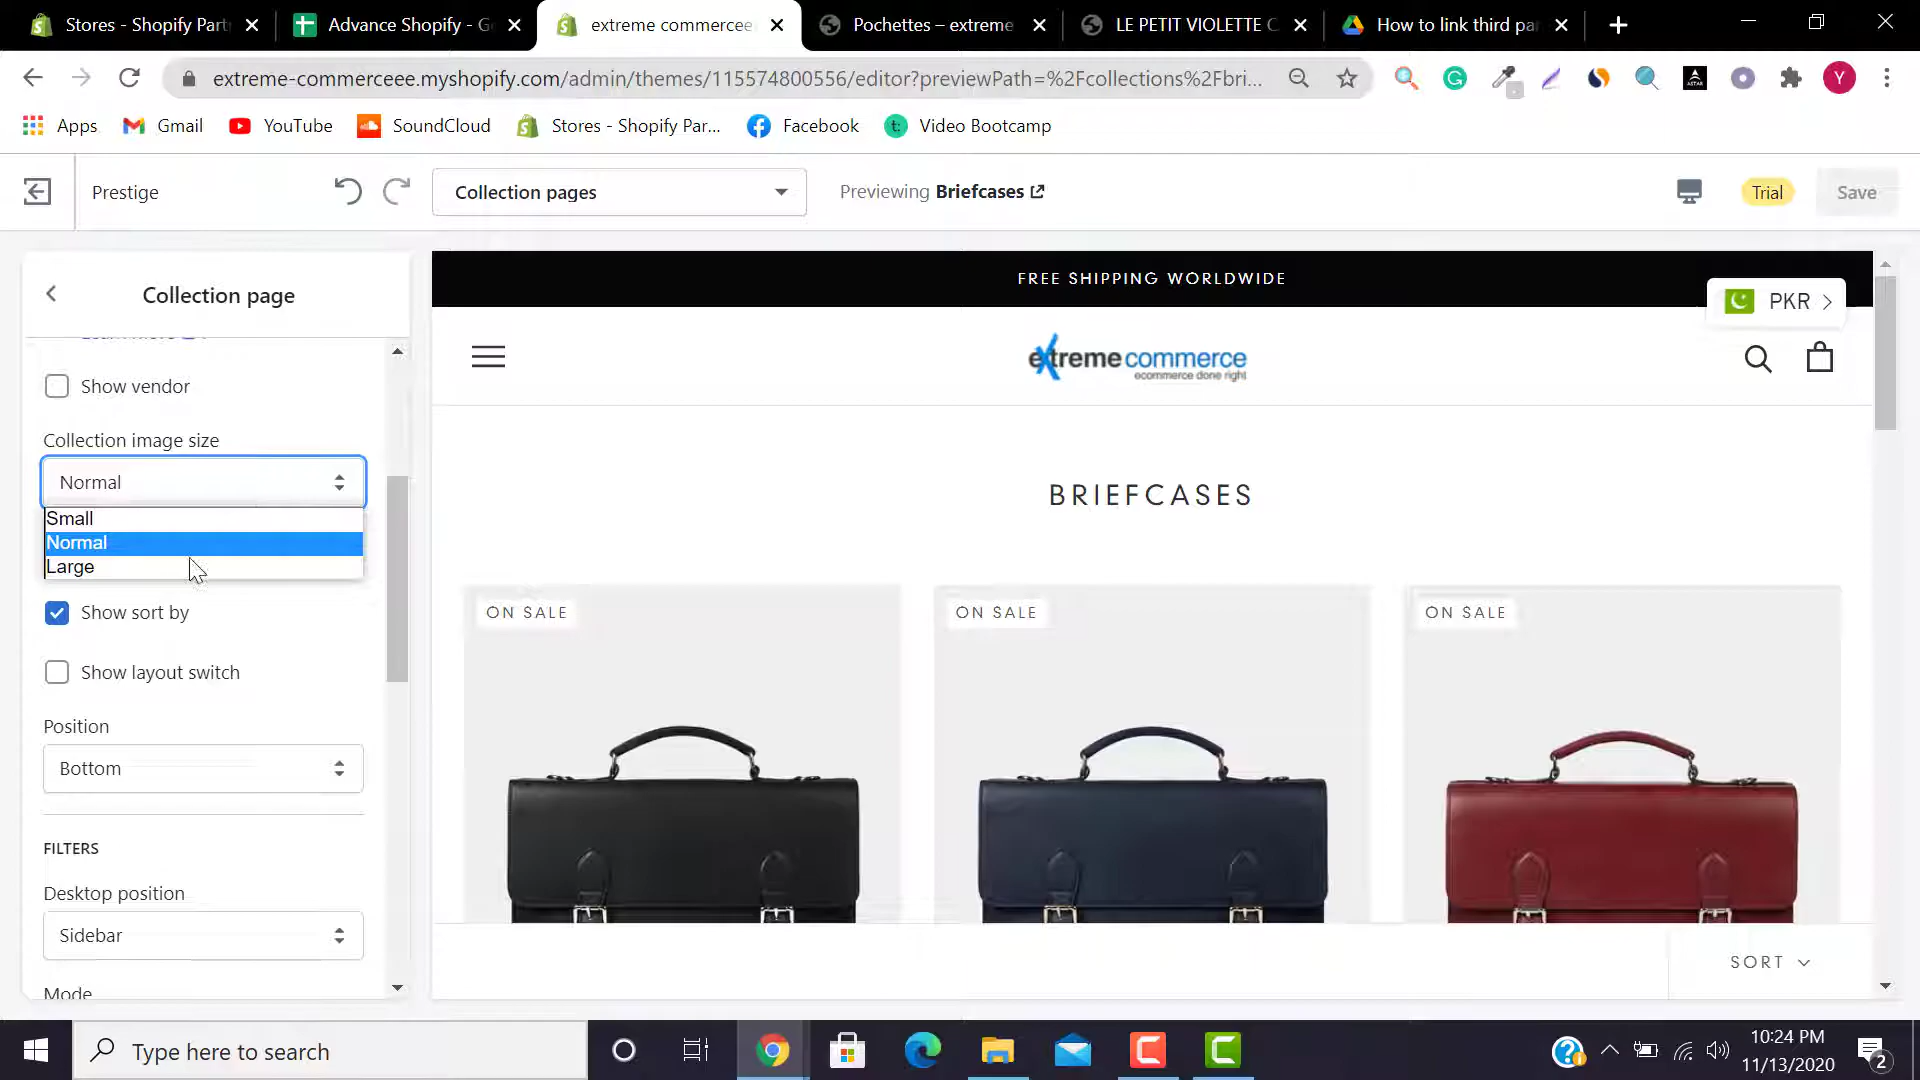 Stores - Shopify Part
Advance Shopify - Go
extreme commerceee
Pochettes – extreme
LE PETIT VIOLETTE C
How to link third par
extreme-commerceee.myshopify.com/admin/themes/115574800556/editor?previewPath=%2Fcollections%2Fbri...
Y
Apps
Gmail
YouTube
SoundCloud
Stores - Shopify Par...
Facebook
Video Bootcamp
Prestige
Collection pages
Previewing Briefcases
Trial
Save
Collection page
Show vendor
Collection image size
Normal
Small
Normal
Large
Show sort by
Show layout switch
Position
Bottom
FILTERS
Desktop position
Sidebar
Mode
FREE SHIPPING WORLDWIDE
PKR
extreme commerce
ecommerce done right
BRIEFCASES
ON SALE
ON SALE
ON SALE
SORT
Type here to search
10:24 PM
11/13/2020
2